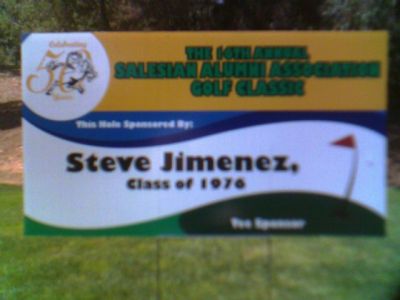 Celebrating
50
Years
THE 14TH ANNUAL
SALESIAN ALUMNI ASSOCIATION
GOLF CLASSIC
This Hole Sponsored By:
Steve Jimenez,
Class of 1976
Tee Sponsor